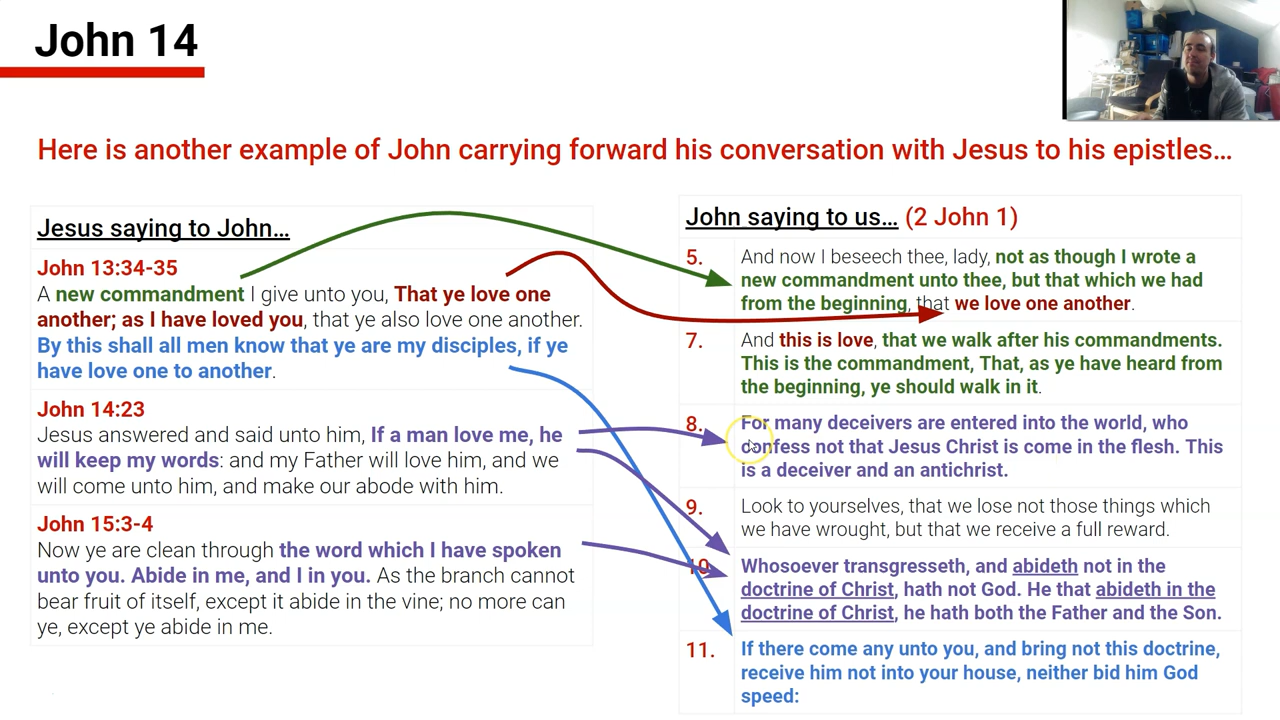 John 14
Here is another example of John carrying forward his conversation with Jesus to his epistles…
Jesus saying to John…
John 13:34-35
A new commandment I give unto you, That ye love one
another; as I have loved you, that ye also love one another.
By this shall all men know that ye are my disciples, if ye
have love one to another.
John 14:23
Jesus answered and said unto him, If a man love me, he
will keep my words: and my Father will love him, and we
will come unto him, and make our abode with him.
John 15:3-4
Now ye are clean through the word which I have spoken
unto you. Abide in me, and I in you. As the branch cannot
bear fruit of itself, except it abide in the vine; no more can
ye, except ye abide in me.
John saying to us… (2 John 1)
5. And now I beseech thee, lady, not as though I wrote a
new commandment unto thee, but that which we had
from the beginning, that we love one another.
7. And this is love, that we walk after his commandments.
This is the commandment, That, as ye have heard from
the beginning, ye should walk in it.
8. For many deceivers are entered into the world, who
confess not that Jesus Christ is come in the flesh. This
is a deceiver and an antichrist.
9. Look to yourselves, that we lose not those things which
we have wrought, but that we receive a full reward.
10. Whosoever transgresseth, and abideth not in the
doctrine of Christ, hath not God. He that abideth in the
doctrine of Christ, he hath both the Father and the Son.
11. If there come any unto you, and bring not this doctrine,
receive him not into your house, neither bid him God
speed: